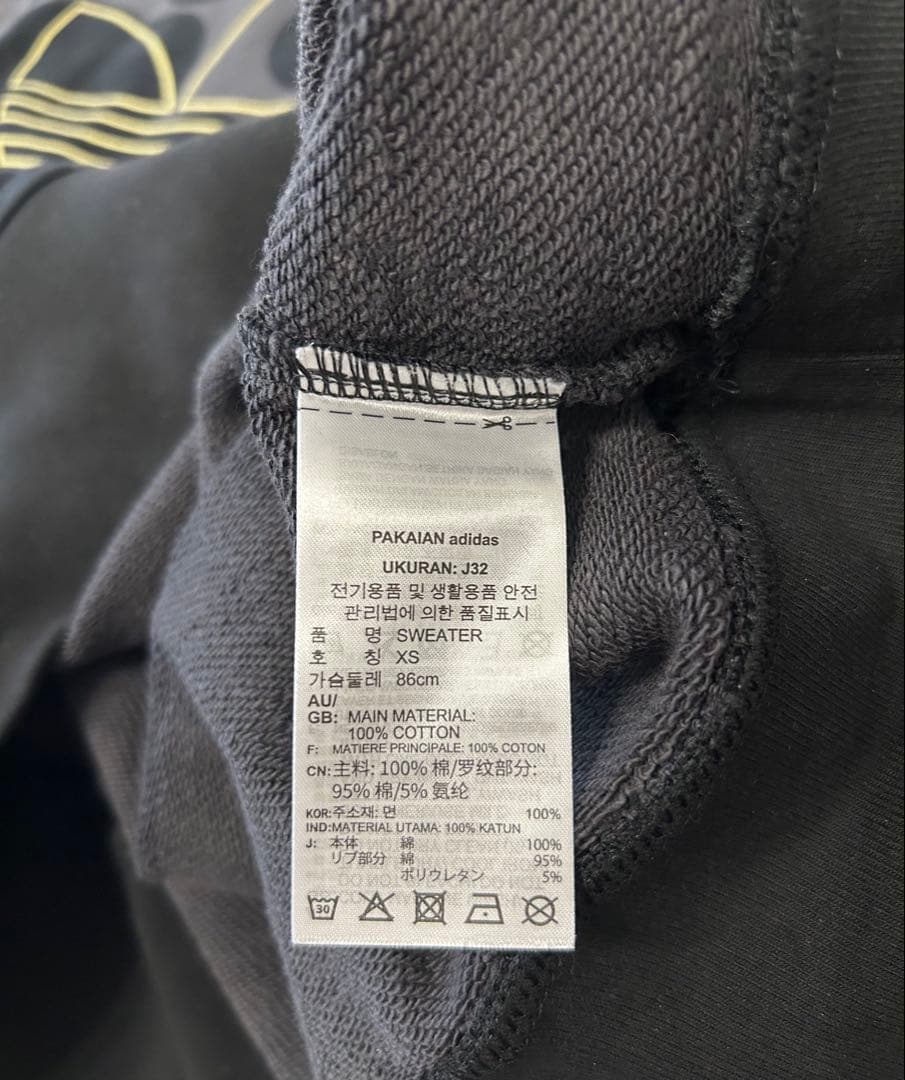 PAKAIAN adidas
UKURAN: J32
전기용품 및 생활용품 안전
관리법에 의한 품질표시
품 명 SWEATER
호 칭 XS
가슴둘레 86cm
AU/
GB: MAIN MATERIAL:
100% COTTON
F: MATIERE PRINCIPALE: 100% COTON
CN: 主料: 100% 棉/罗纹部分:
95% 棉/5% 氨纶
KOR: 주소재: 면 100%
IND: MATERIAL UTAMA: 100% KATUN
J: 本体 綿 100%
リブ部分 綿 95%
ポリウレタン 5%
30